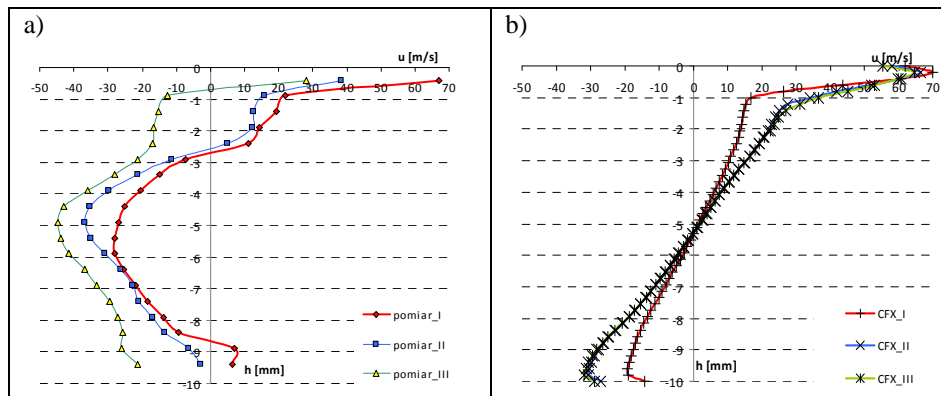 a)
u [m/s]
-50 -40 -30 -20 -10 0 10 20 30 40 50 60 70
0
-1
-2
-3
-4
-5
-6
-7
-8
-9
-10
pomiar_I
pomiar_II
pomiar_III
h [mm]
b)
u [m/s]
-50 -40 -30 -20 -10 0 10 20 30 40 50 60 70
0
-1
-2
-3
-4
-5
-6
-7
-8
-9
-10
CFX_I
CFX_II
CFX_III
h [mm]